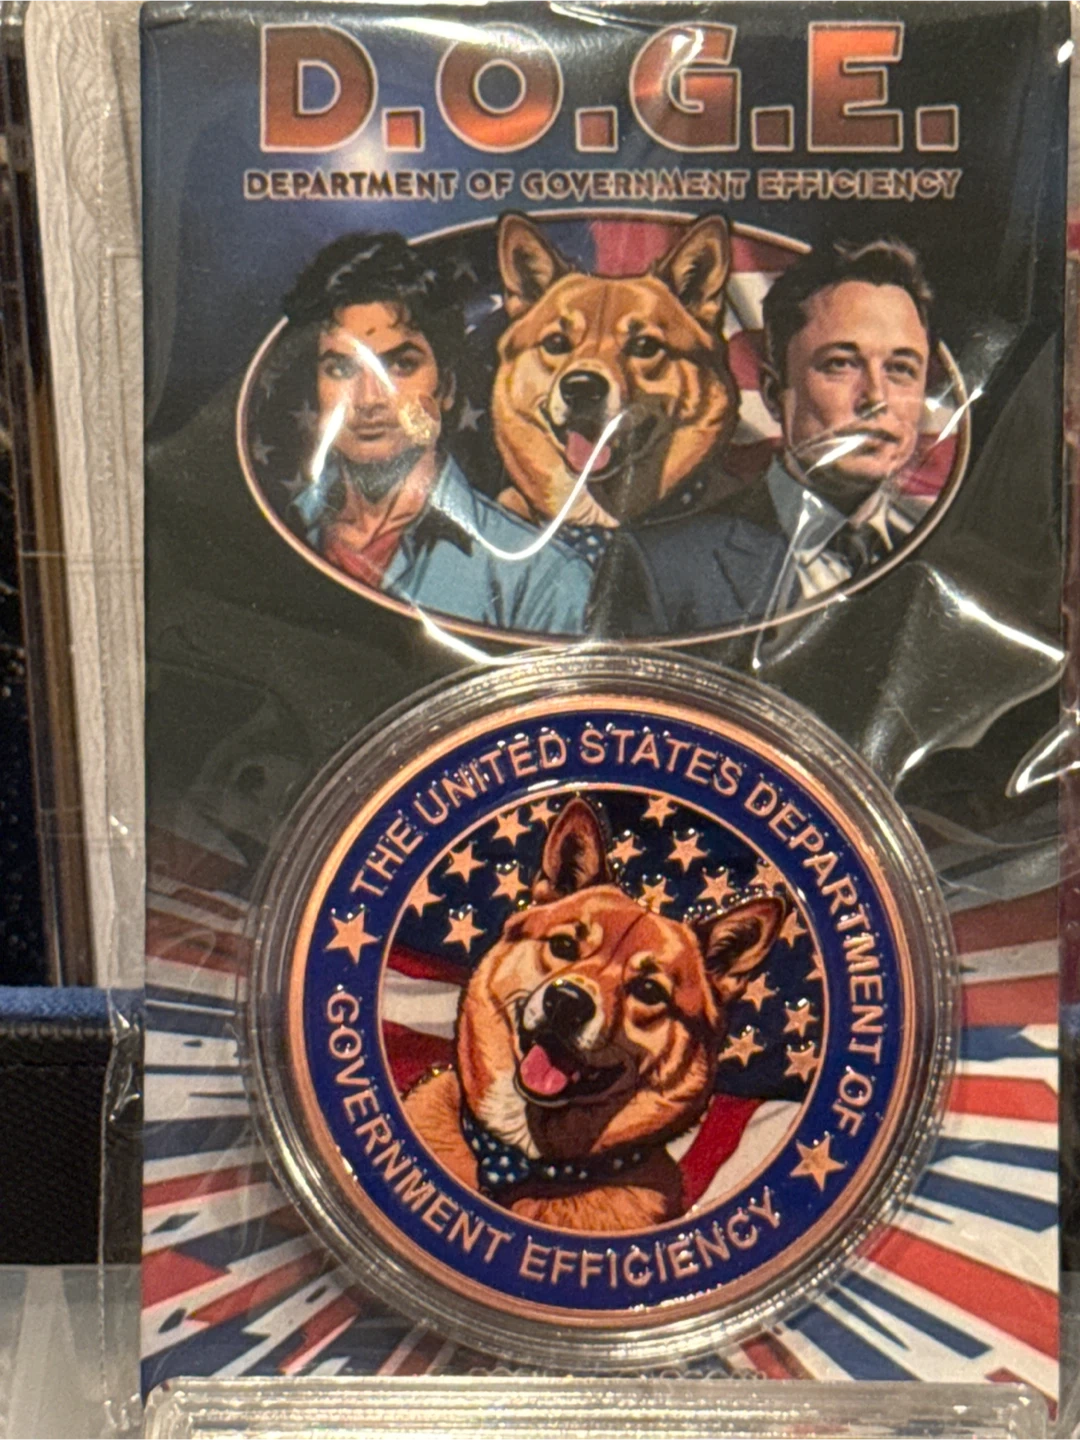 D.O.G.E.
DEPARTMENT OF GOVERNMENT EFFICIENCY
THE UNITED STATES DEPARTMENT OF
GOVERNMENT EFFICIENCY